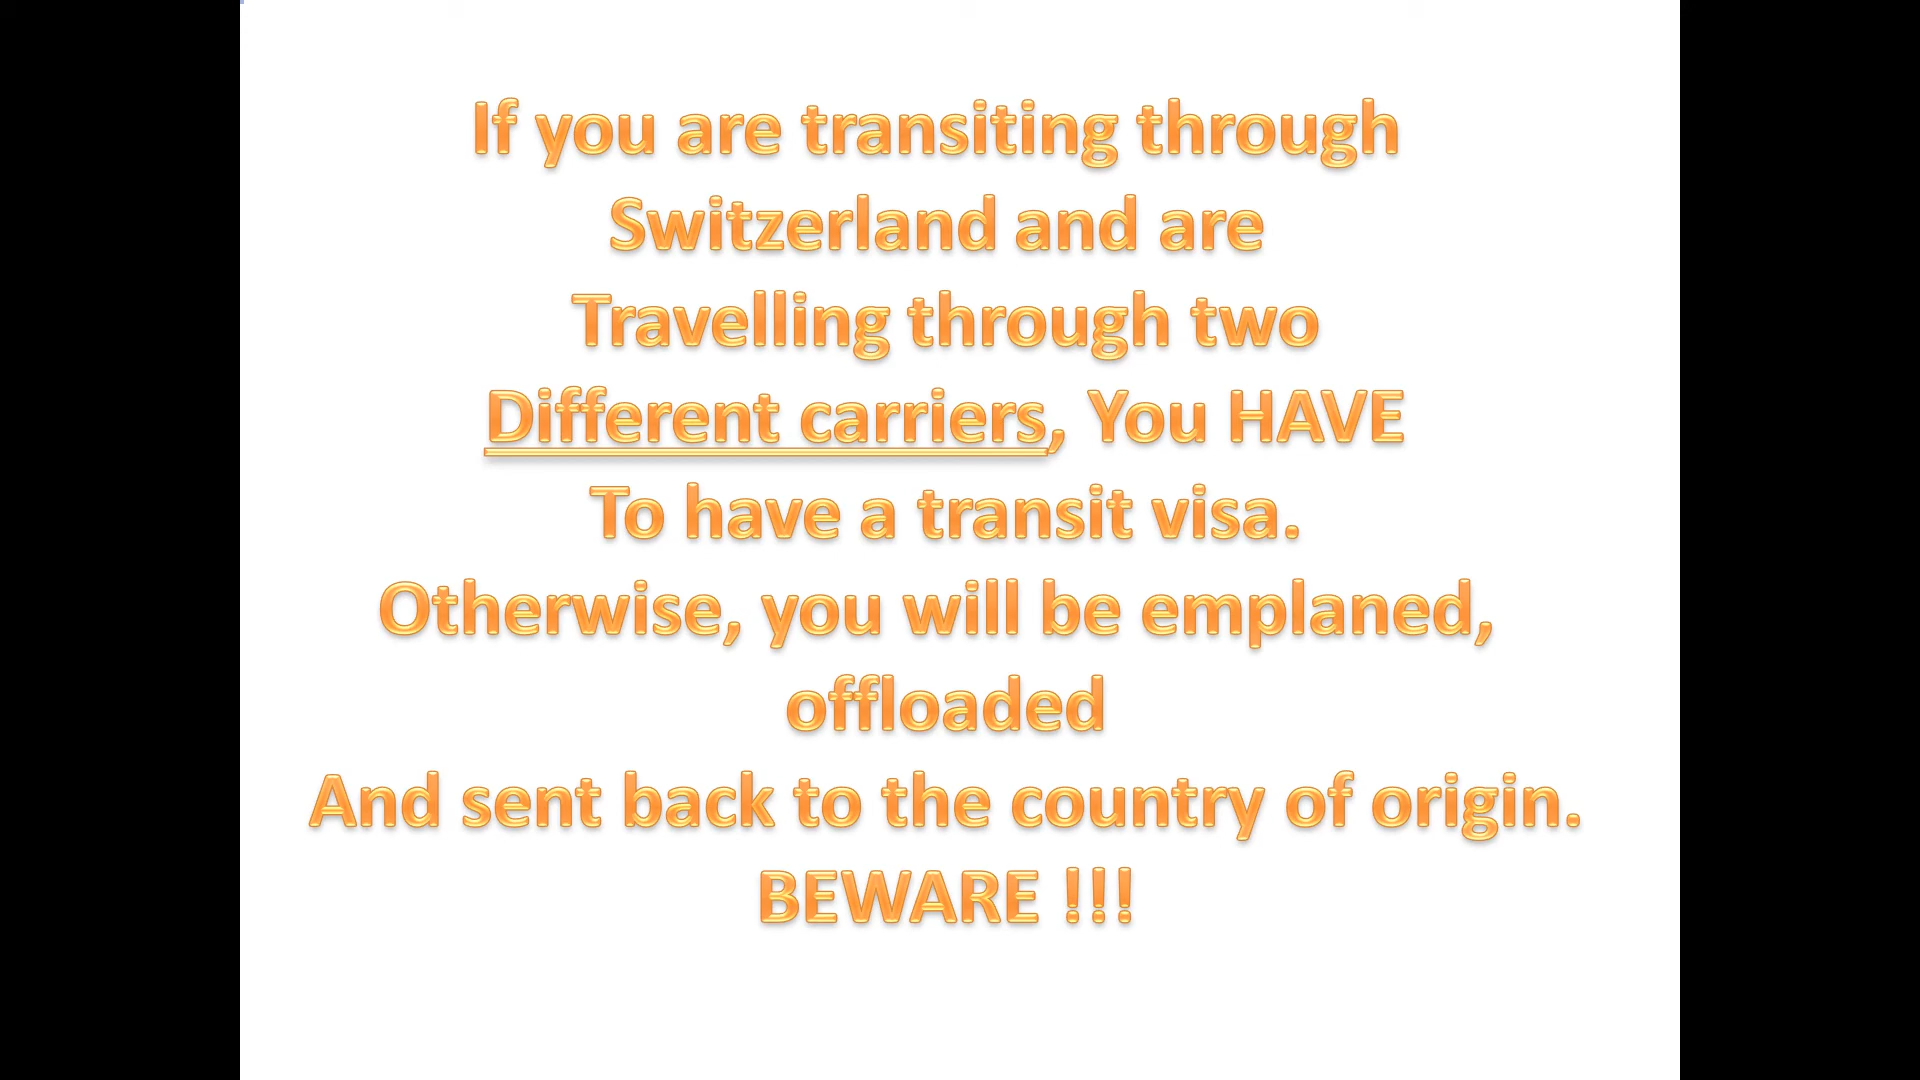 If you are transiting through
Switzerland and are
Travelling through two
Different carriers, You HAVE
To have a transit visa.
Otherwise, you will be emplaned,
offloaded
And sent back to the country of origin.
BEWARE !!!